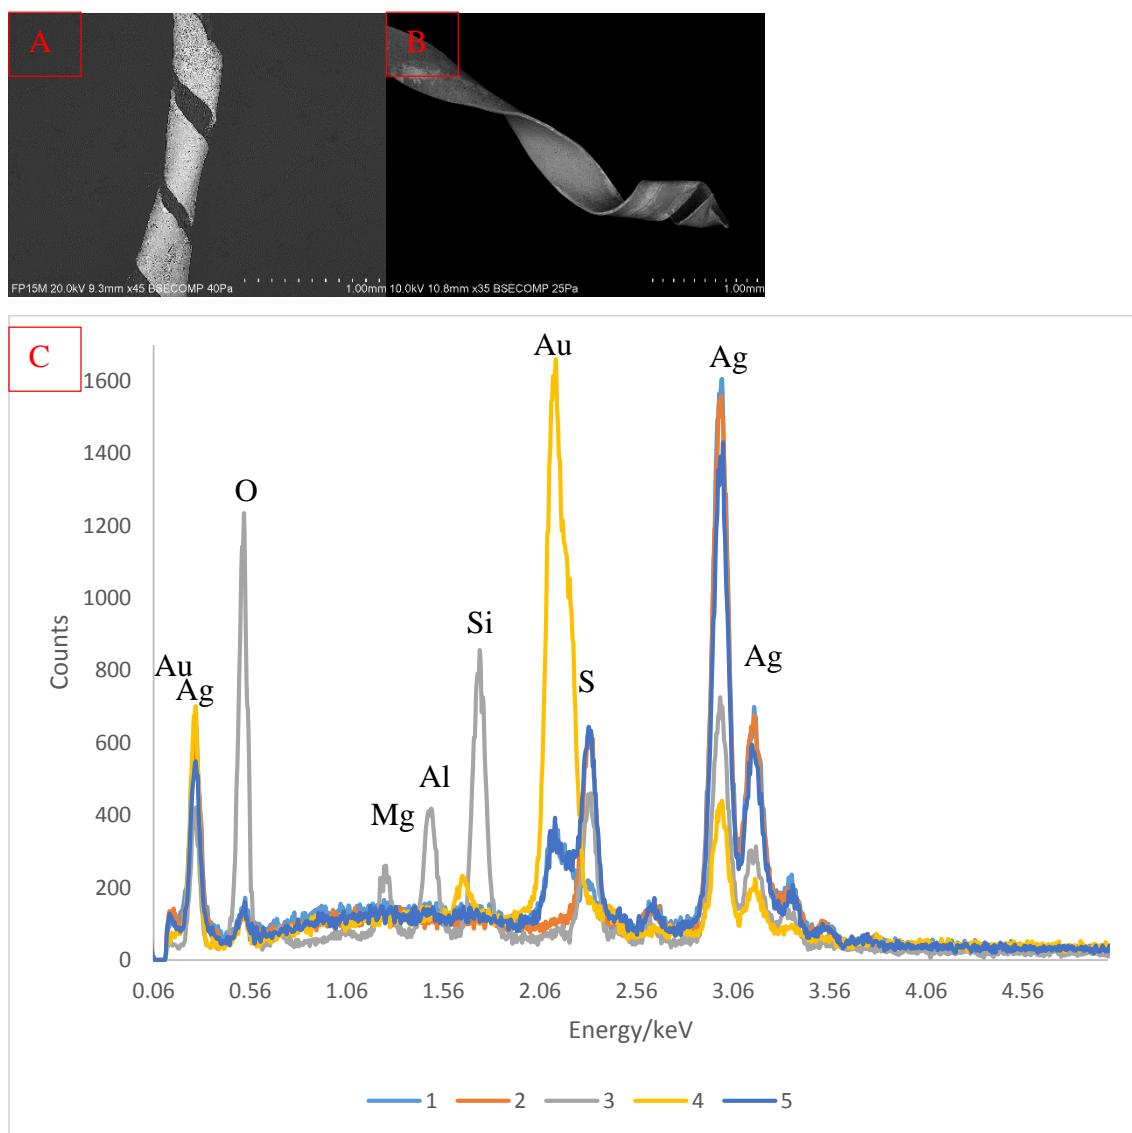 A
B
FP15M 20.0kV 9.3mm x45 BSECOMP 40Pa 1.00mm
10.0kV 10.8mm x35 BSECOMP 25Pa 1.00mm
C
Au
Ag
1600
1400
O
1200
1000
Si
800
Au
Ag
S
Ag
600
Al
Mg
400
200
0
Counts
0.06 0.56 1.06 1.56 2.06 2.56 3.06 3.56 4.06 4.56
Energy/keV
1 2 3 4 5